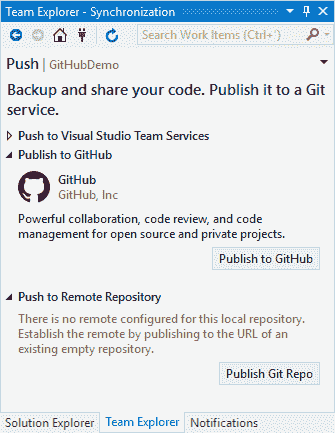 Team Explorer - Synchronization
Search Work Items (Ctrl+')
Push | GitHubDemo
Backup and share your code. Publish it to a Git
service.
Push to Visual Studio Team Services
Publish to GitHub
GitHub
GitHub, Inc
Powerful collaboration, code review, and code
management for open source and private projects.
Publish to GitHub
Push to Remote Repository
There is no remote configured for this local repository.
Establish the remote by publishing to the URL of an
existing empty repository.
Publish Git Repo
Solution Explorer Team Explorer Notifications